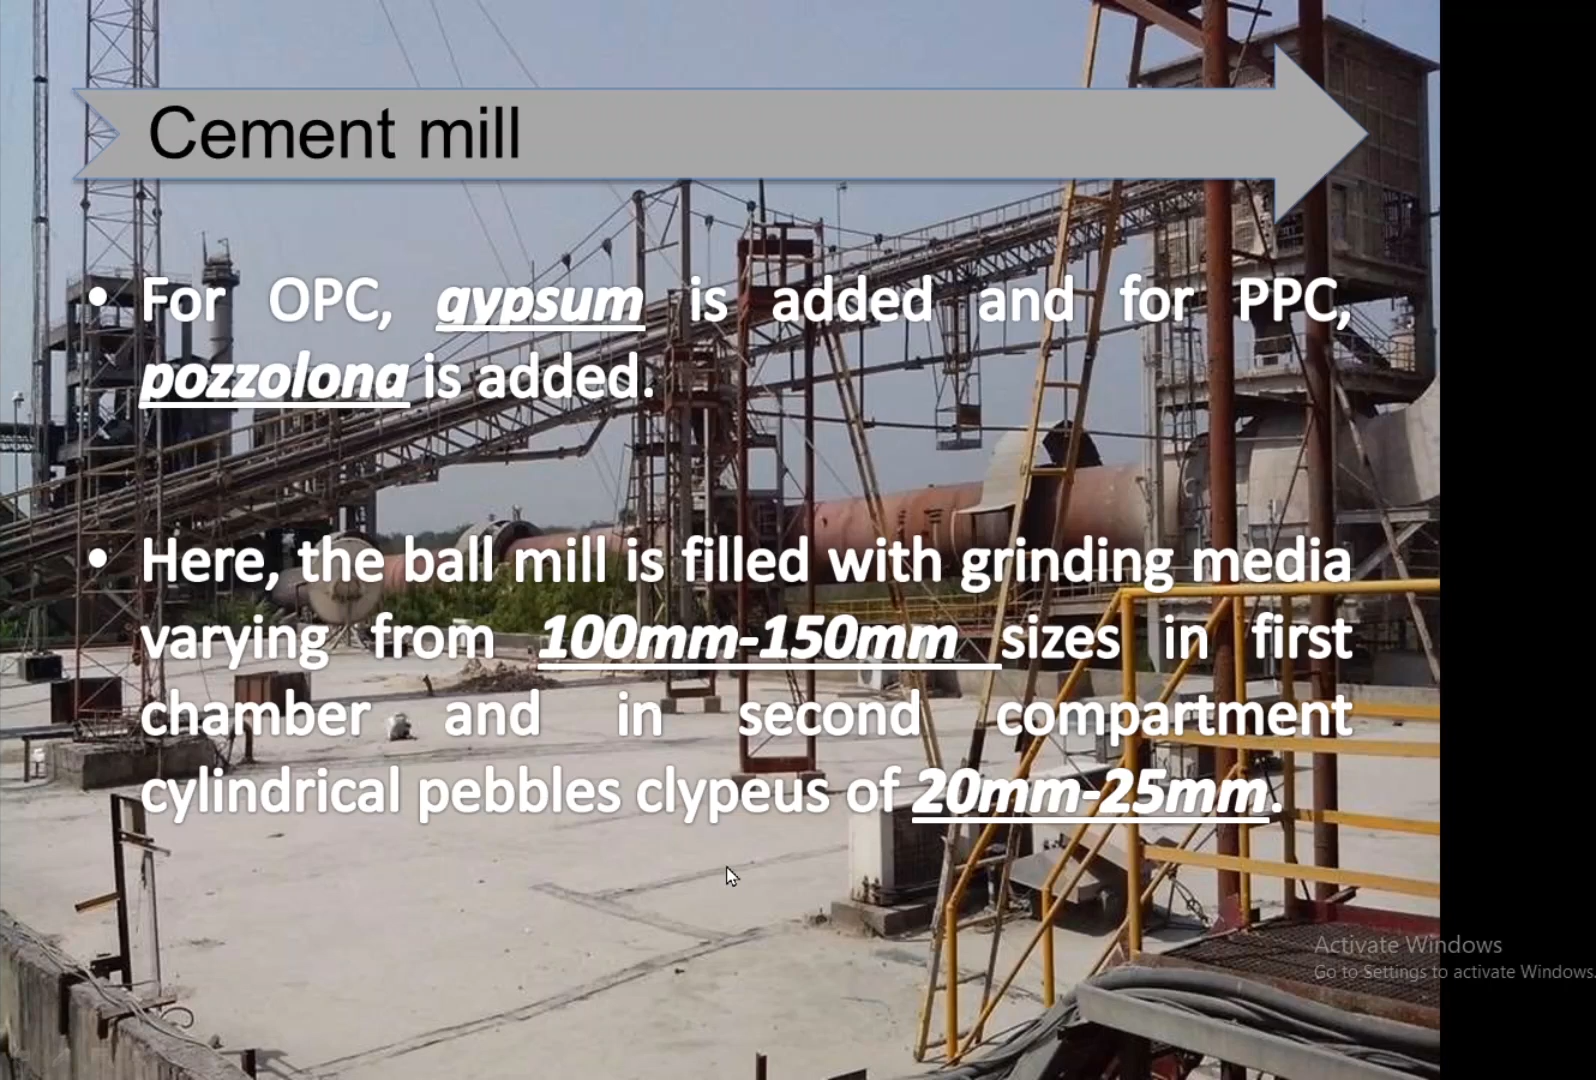 Cement mill
• For OPC, gypsum is added and for PPC,
pozzolona is added.
• Here, the ball mill is filled with grinding media
varying from 100mm-150mm sizes in first
chamber and in second compartment
cylindrical pebbles clypeus of 20mm-25mm.
Activate Windows
Go to Settings to activate Windows.